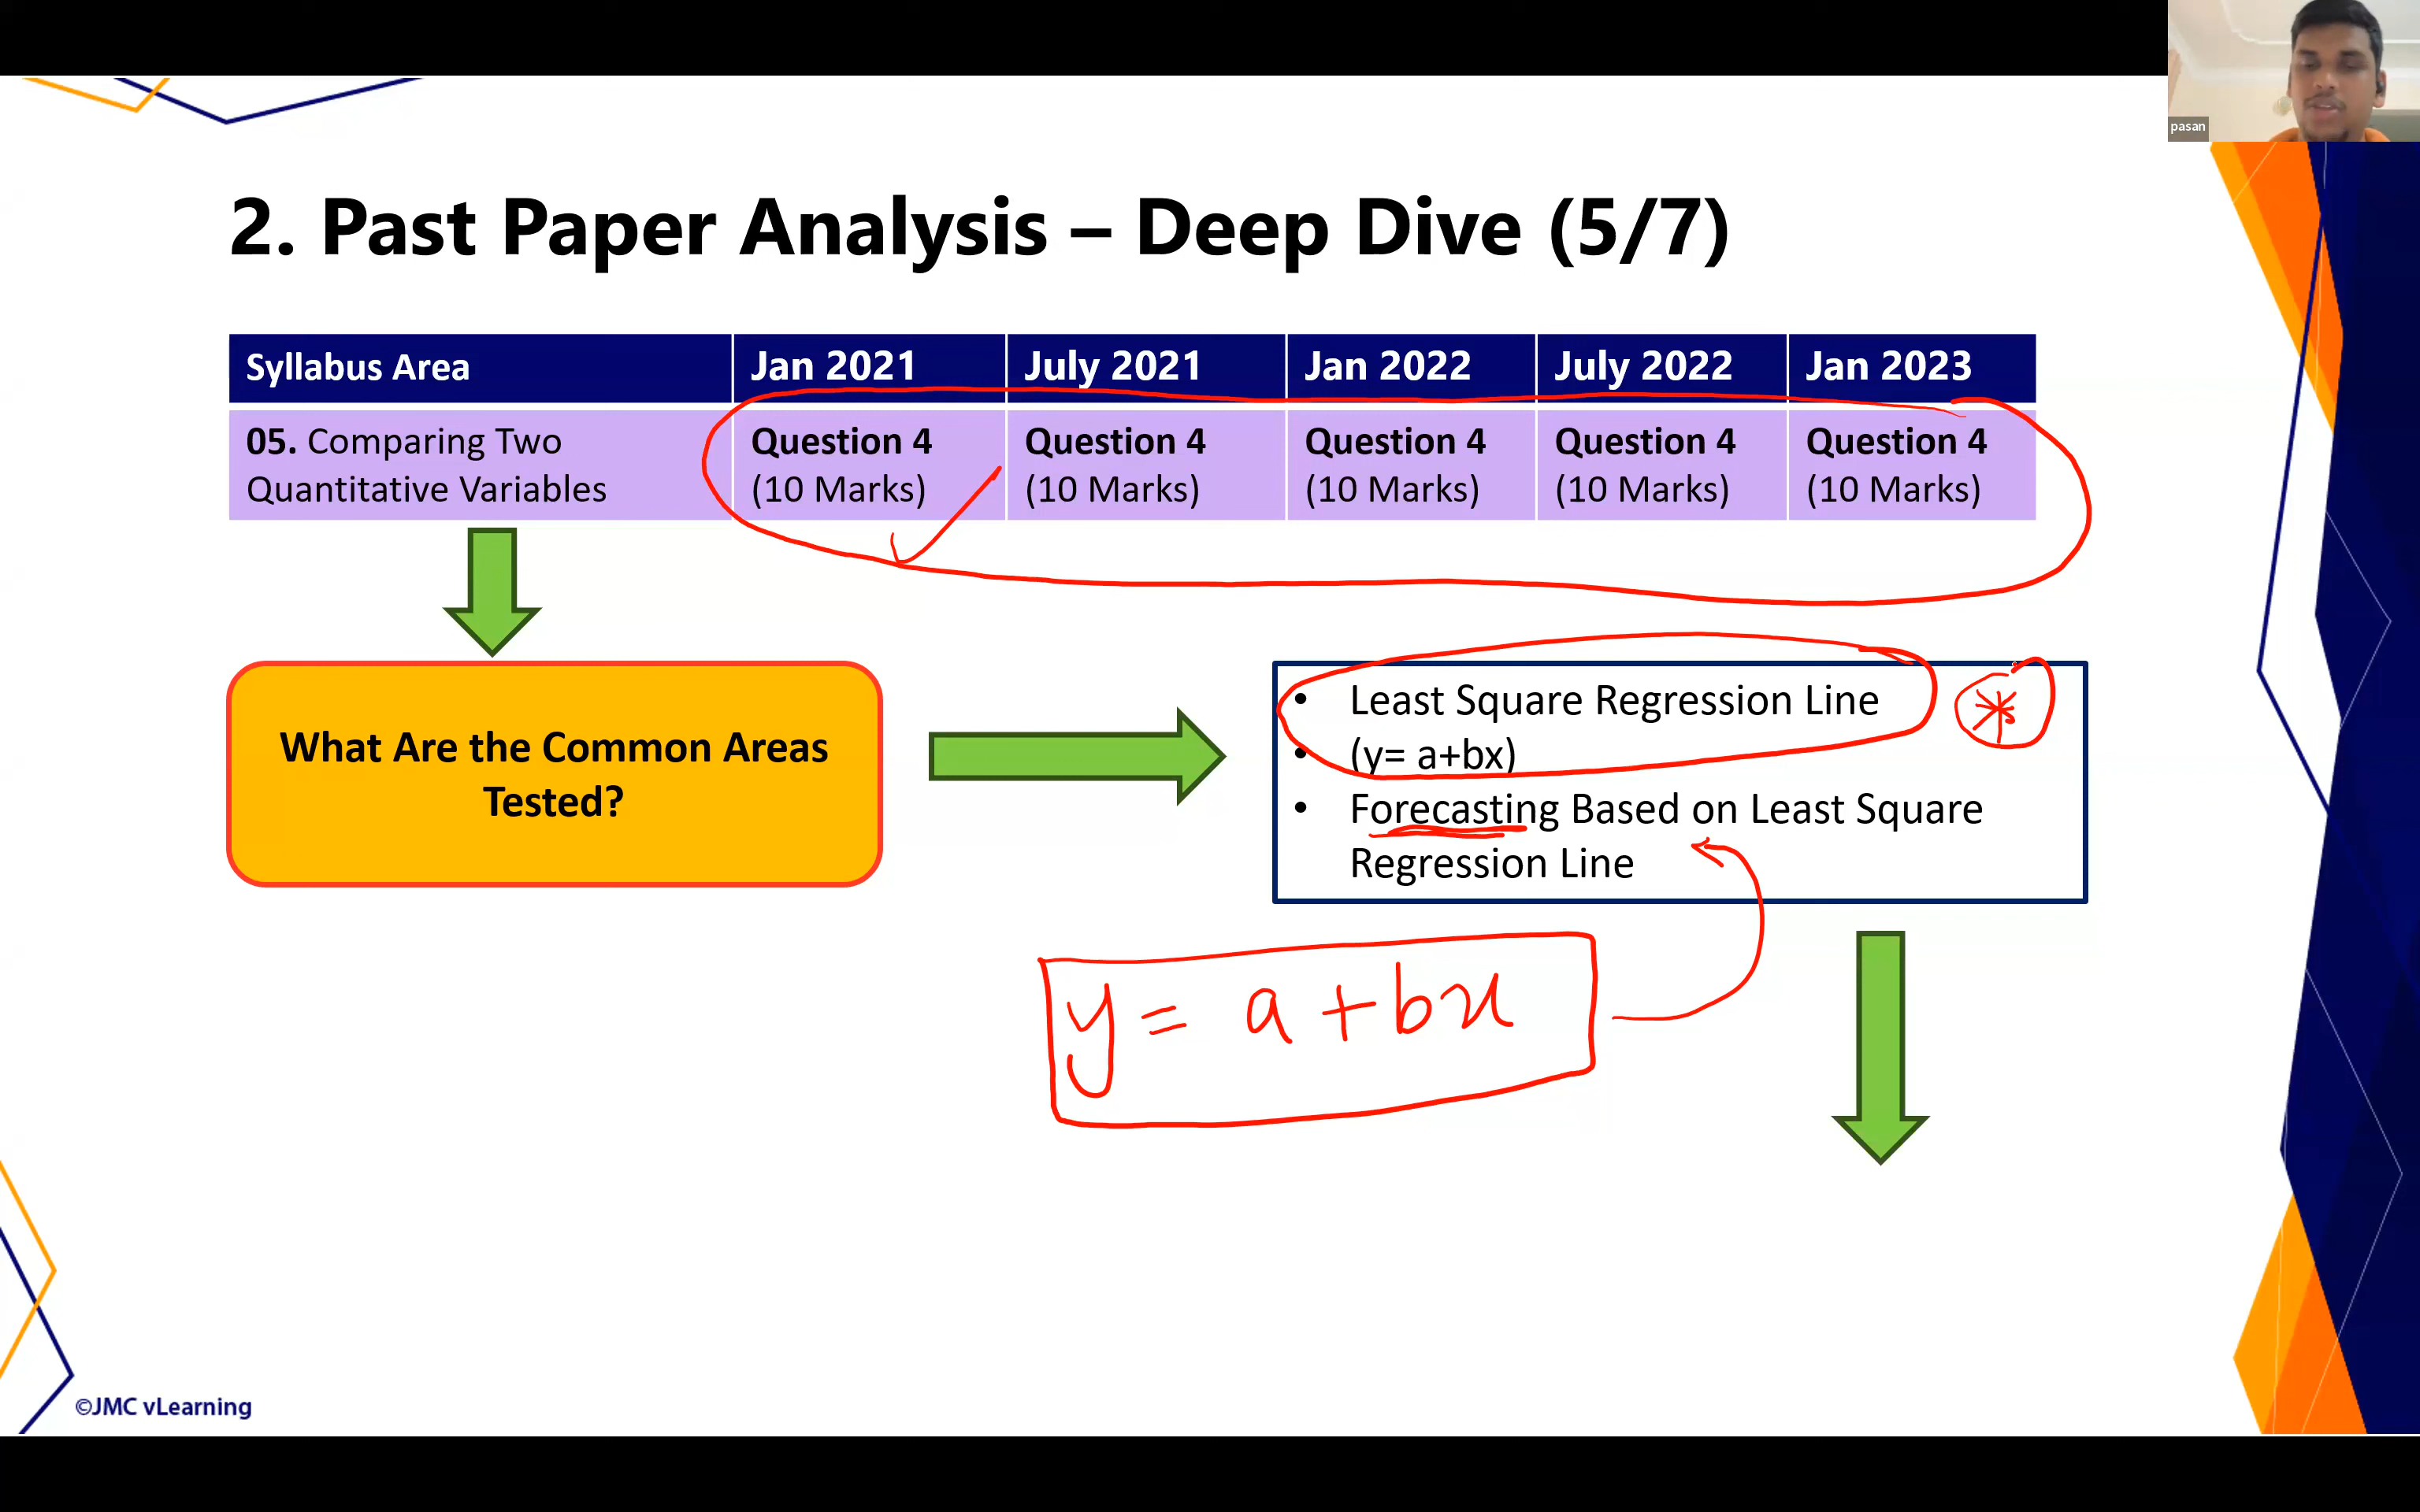 pasan
2. Past Paper Analysis – Deep Dive (5/7)
Syllabus Area Jan 2021 July 2021 Jan 2022 July 2022 Jan 2023
05. Comparing Two Quantitative Variables Question 4 (10 Marks) Question 4 (10 Marks) Question 4 (10 Marks) Question 4 (10 Marks) Question 4 (10 Marks)
What Are the Common Areas
Tested?
• Least Square Regression Line
• (y= a+bx)
• Forecasting Based on Least Square
Regression Line
*
y = a + bx
©JMC vLearning